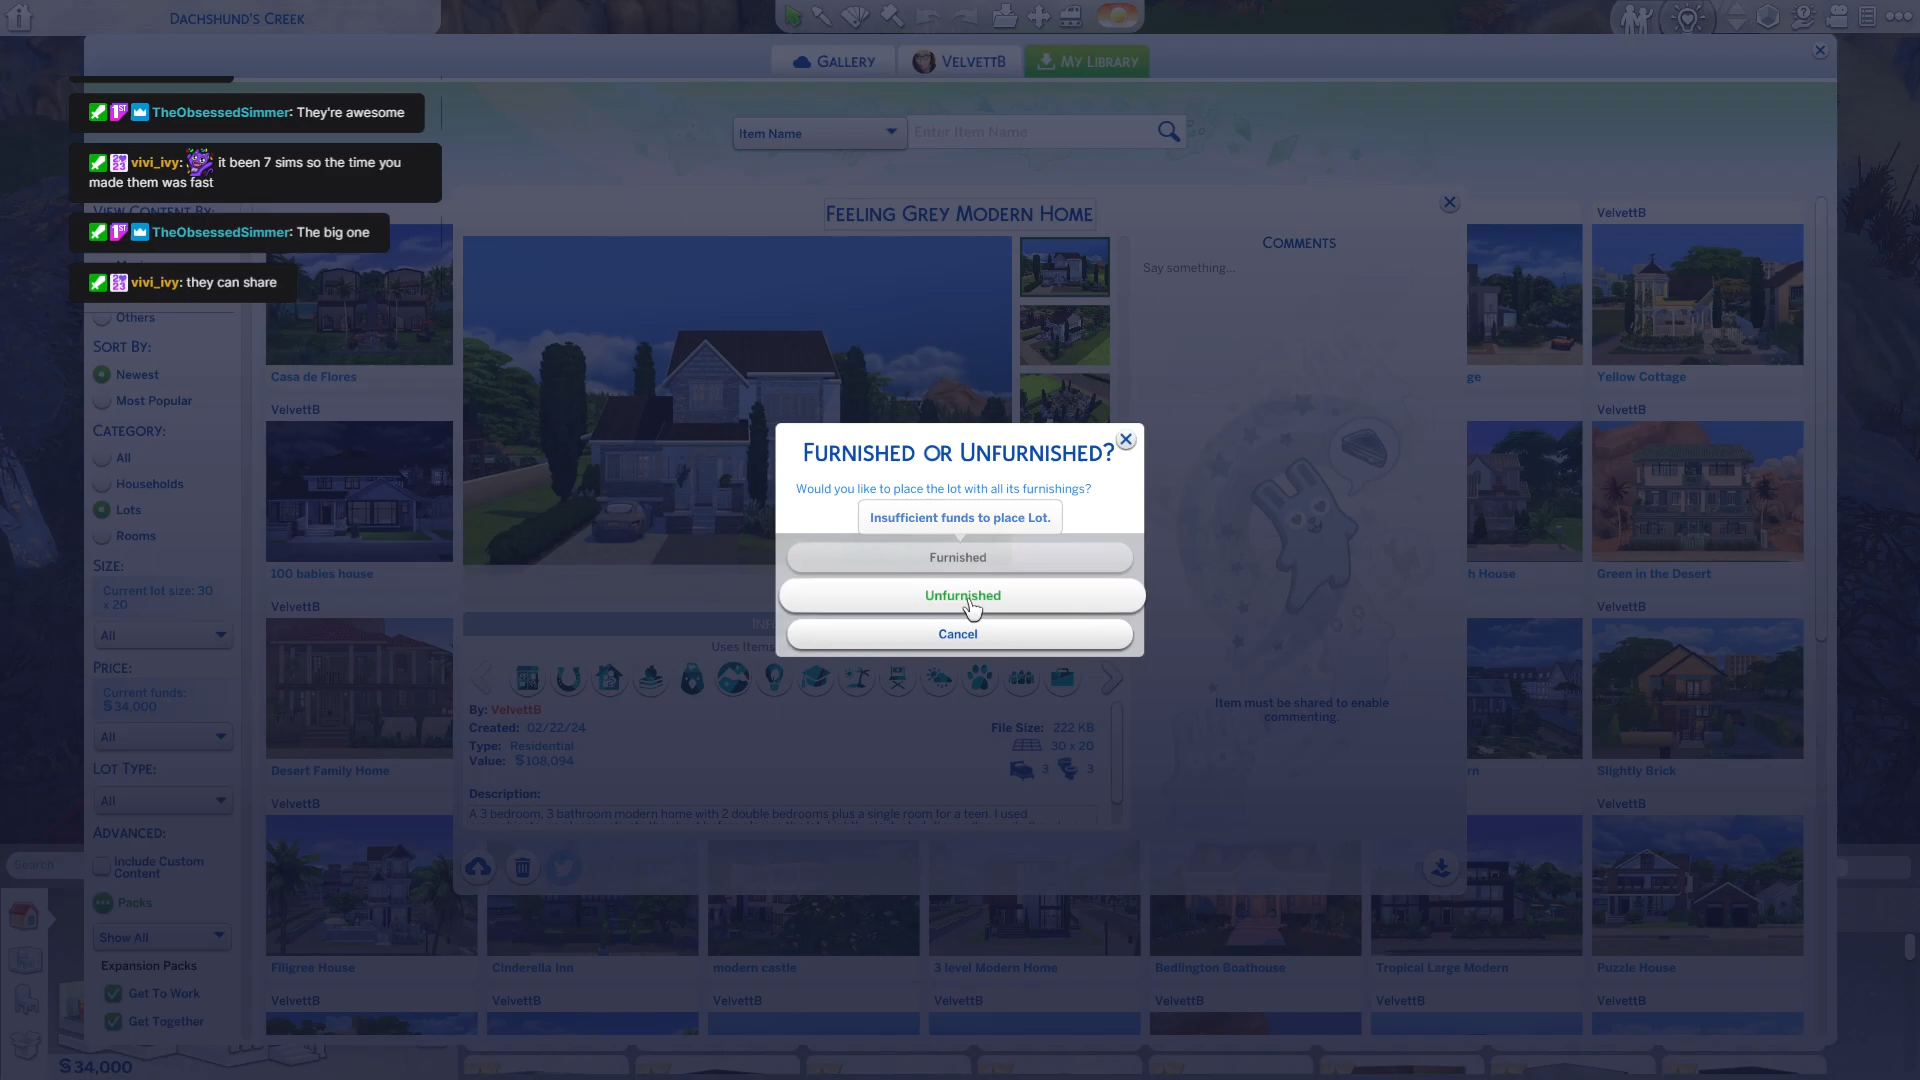 Dachshund's Creek
Gallery
VelvettB
My Library
TheObsessedSimmer: They're awesome
vivi_ivy: it been 7 sims so the time you
made them was fast
TheObsessedSimmer: The big one
vivi_ivy: they can share
Item Name
Enter Item Name
View Content By:
Others
Sort By:
Newest
Most Popular
Category:
All
Households
Lots
Rooms
Size:
Current lot size: 30
x 20
All
Price:
Current funds:
§34,000
All
Lot Type:
All
Advanced:
Include Custom
Content
Packs
Show All
Expansion Packs
Get To Work
Get Together
Search
§34,000
Feeling Grey Modern Home
Comments
Say something...
Item must be shared to enable
commenting.
Furnished or Unfurnished?
Would you like to place the lot with all its furnishings?
Insufficient funds to place Lot.
Furnished
Unfurnished
Cancel
Uses Items
By: VelvettB
Created: 02/22/24
Type: Residential
Value: §108,094
File Size: 222 KB
30 x 20
3 3
Description:
A 3 bedroom, 3 bathroom modern home with 2 double bedrooms plus a single room for a teen. I used
Casa de Flores
VelvettB
100 babies house
VelvettB
Desert Family Home
VelvettB
Filigree House
VelvettB
Cinderella Inn
VelvettB
modern castle
VelvettB
3 level Modern Home
VelvettB
Bedlington Boathouse
VelvettB
Tropical Large Modern
VelvettB
VelvettB
ge
Yellow Cottage
VelvettB
h House
Green in the Desert
VelvettB
rn
Slightly Brick
VelvettB
Puzzle House
VelvettB